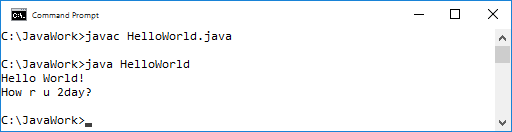 Command Prompt
C:\JavaWork>javac HelloWorld.java
C:\JavaWork>java HelloWorld
Hello World!
How r u 2day?
C:\JavaWork>